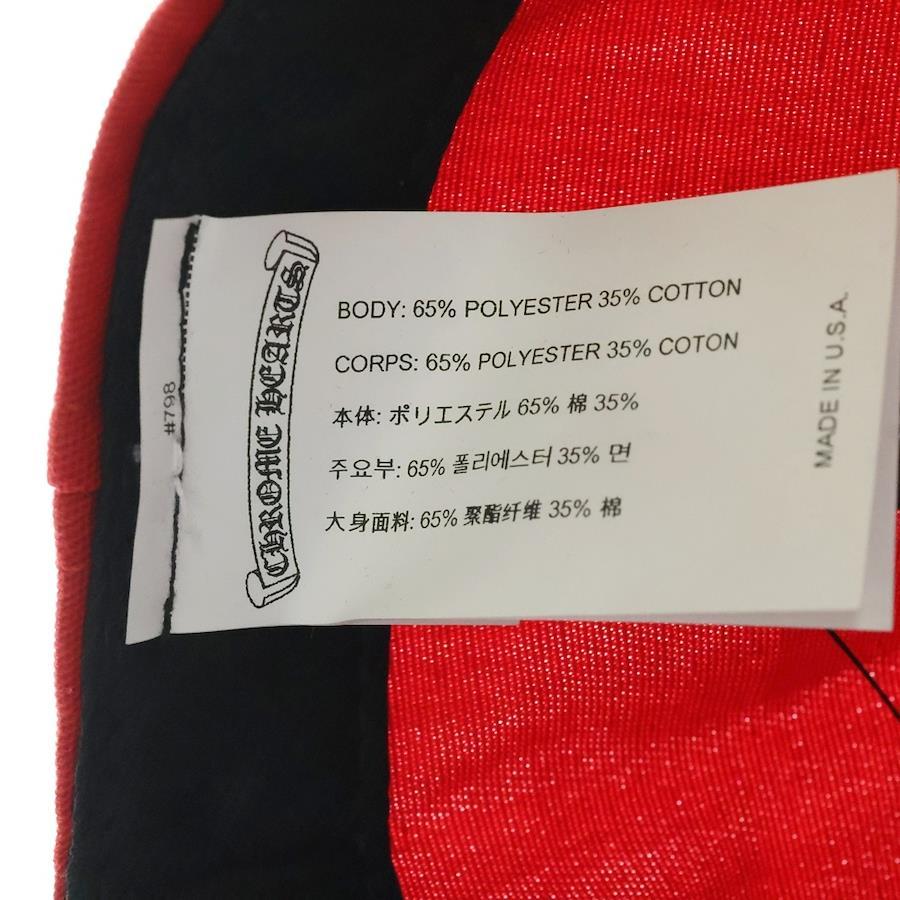 #798
CHROME HEARTS
BODY: 65% POLYESTER 35% COTTON
CORPS: 65% POLYESTER 35% COTON
本体: ポリエステル 65% 棉 35%
주요부: 65% 폴리에스터 35% 면
大身面料: 65% 聚酯纤维 35% 棉
MADE IN U.S.A.